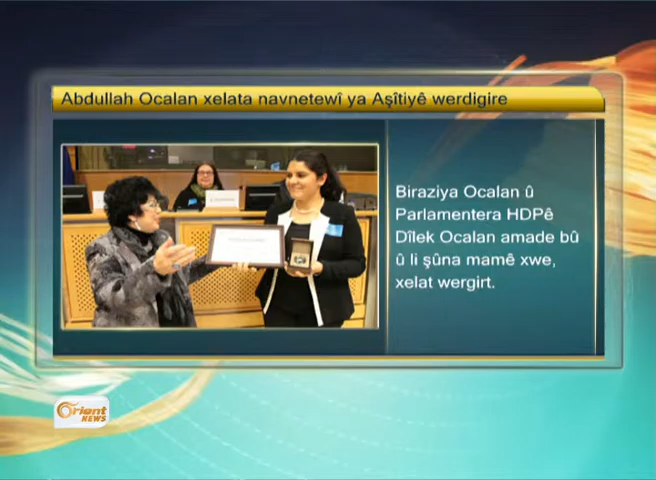 Abdullah Ocalan xelata navnetewî ya Aşîtiyê werdigire
Biraziya Ocalan û
Parlamentera HDPê
Dîlek Ocalan amade bû
û li şûna mamê xwe,
xelat wergirt.
Orient
NEWS